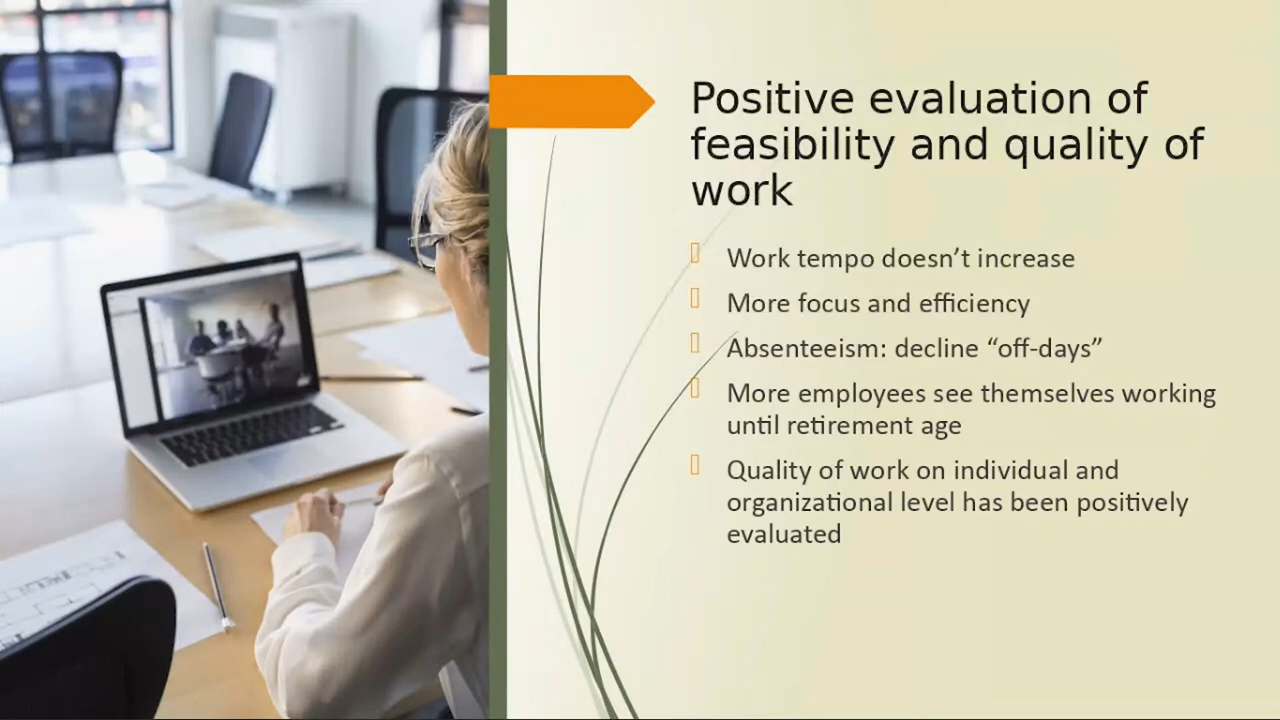 Positive evaluation of
feasibility and quality of
work
Work tempo doesn’t increase
More focus and efficiency
Absenteeism: decline “off-days”
More employees see themselves working
until retirement age
Quality of work on individual and
organizational level has been positively
evaluated